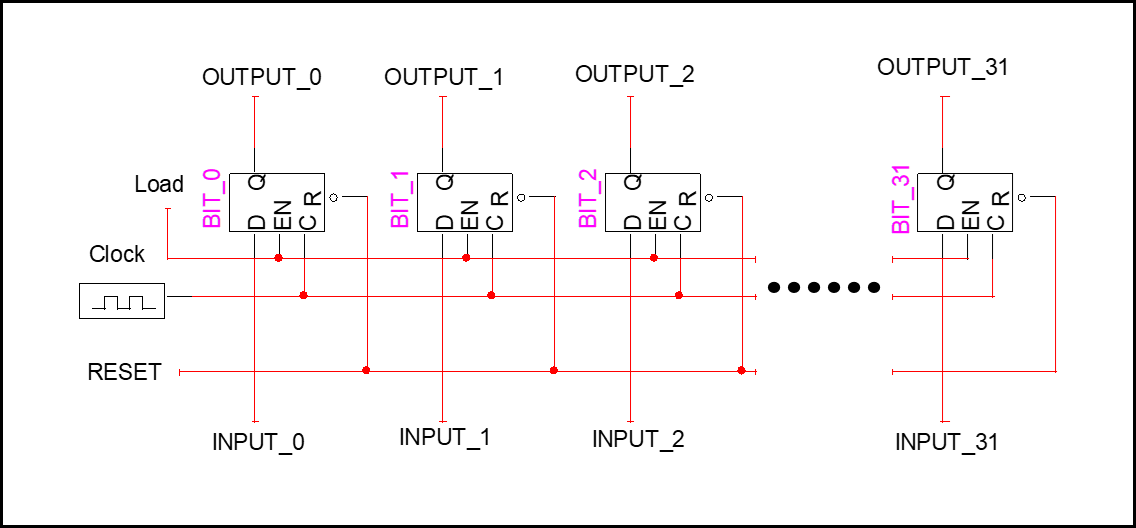 OUTPUT_0 OUTPUT_1 OUTPUT_2 OUTPUT_31
Load
BIT_0 Q D EN C R
BIT_1 Q D EN C R
BIT_2 Q D EN C R
BIT_31 Q D EN C R
Clock
RESET
INPUT_0 INPUT_1 INPUT_2 INPUT_31